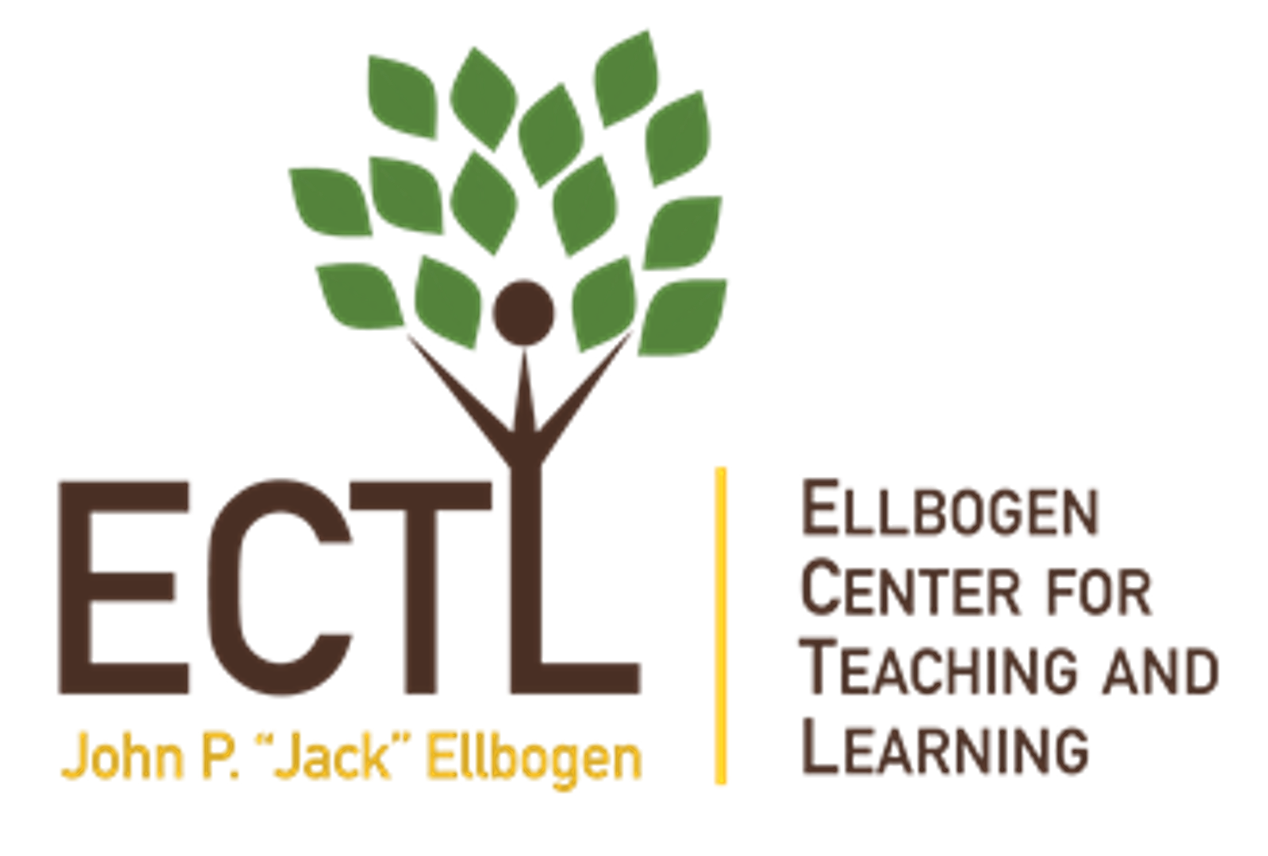 ECTL
John P. “Jack” Ellbogen
ELLBOGEN
CENTER FOR
TEACHING AND
LEARNING